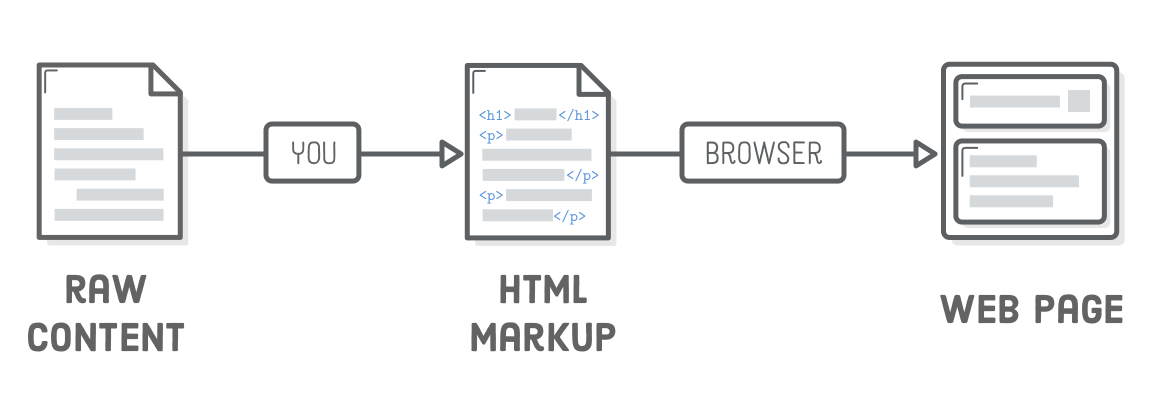 YOU
BROWSER
<h1> </h1>
<p>
</p>
<p>
</p>
RAW
CONTENT
HTML
MARKUP
WEB PAGE